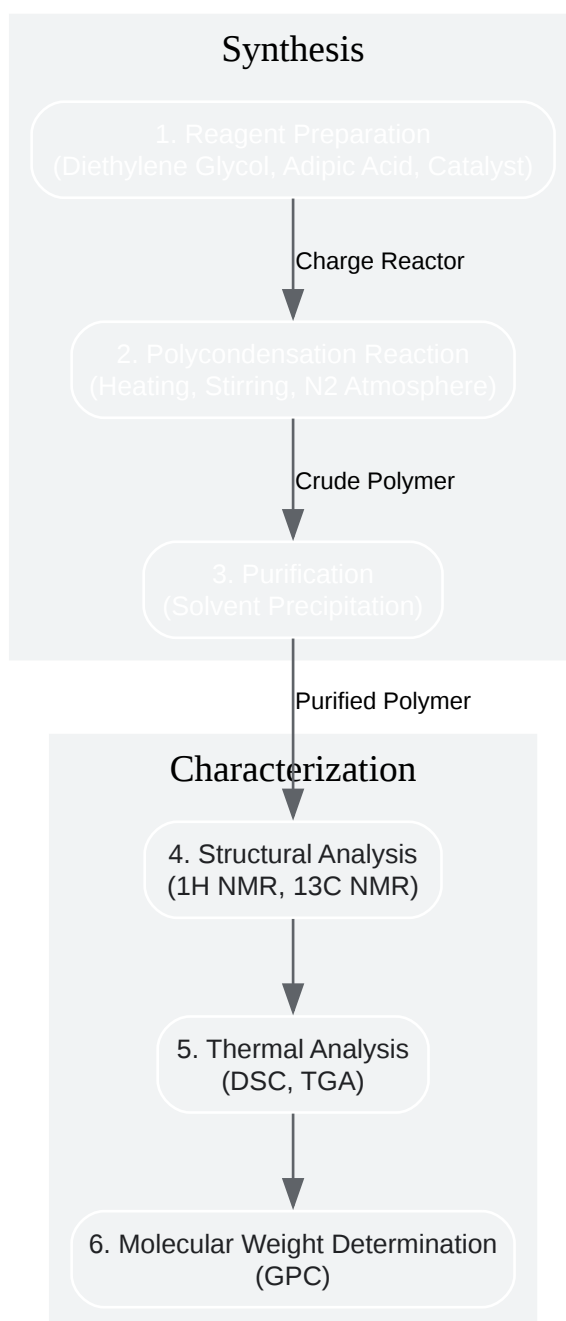 Synthesis
1. Reagent Preparation
(Diethylene Glycol, Adipic Acid, Catalyst)
Charge Reactor
2. Polycondensation Reaction
(Heating, Stirring, N2 Atmosphere)
Crude Polymer
3. Purification
(Solvent Precipitation)
Purified Polymer
Characterization
4. Structural Analysis
(1H NMR, 13C NMR)
5. Thermal Analysis
(DSC, TGA)
6. Molecular Weight Determination
(GPC)